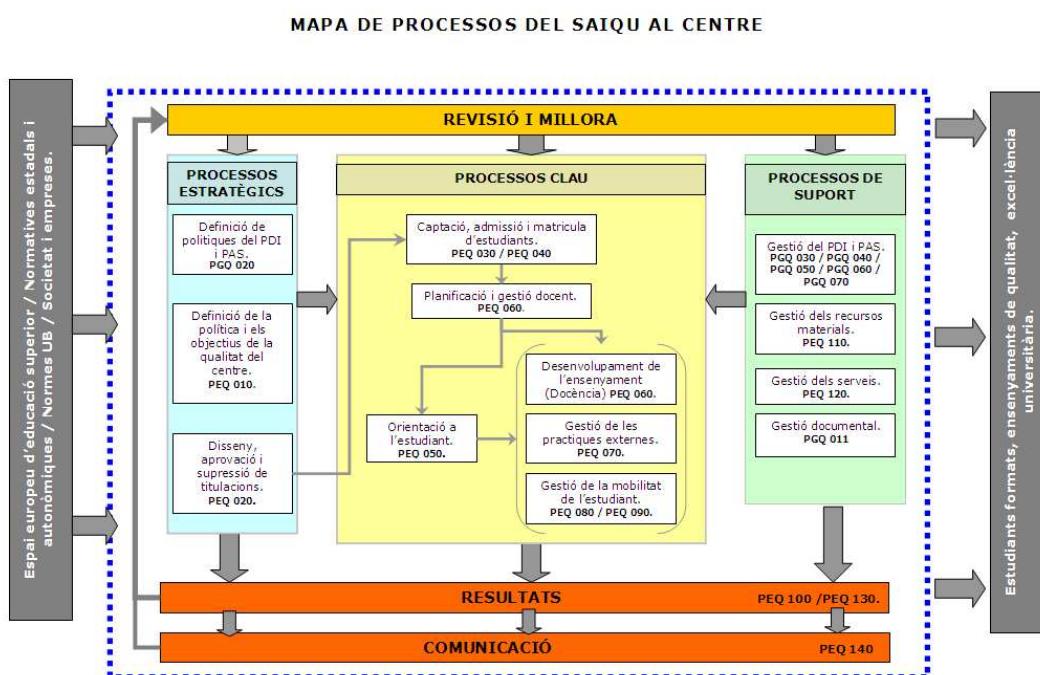 MAPA DE PROCESSOS DEL SAIQU AL CENTRE
Espai europeu d'educació superior / Normatives estadals i
autonòmiques / Normes UB / Societat i empreses.
REVISIÓ I MILLORA
PROCESSOS
ESTRATÈGICS
Definició de
politiques del PDI
i PAS.
PGQ 020
Definició de la
política i els
objectius de la
qualitat del
centre.
PEQ 010.
Disseny,
aprovació i
supressió de
titulacions.
PEQ 020.
PROCESSOS CLAU
Captació, admissió i matricula
d'estudiants.
PEQ 030 / PEQ 040
Planificació i gestió docent.
PEQ 060.
Orientació a
l'estudiant.
PEQ 050.
Desenvolupament de
l'ensenyament
(Docència) PEQ 060.
Gestió de les
practiques externes.
PEQ 070.
Gestió de la mobilitat
de l'estudiant.
PEQ 080 / PEQ 090.
PROCESSOS DE
SUPORT
Gestió del PDI i PAS.
PGQ 030 / PGQ 040 /
PGQ 050 / PGQ 060 /
PGQ 070
Gestió dels recursos
materials.
PEQ 110.
Gestió dels serveis.
PEQ 120.
Gestió documental.
PGQ 011
RESULTATS
PEQ 100 /PEQ 130.
COMUNICACIÓ
PEQ 140
Estudiants formats, ensenyaments de qualitat, excel·lència
universitària.